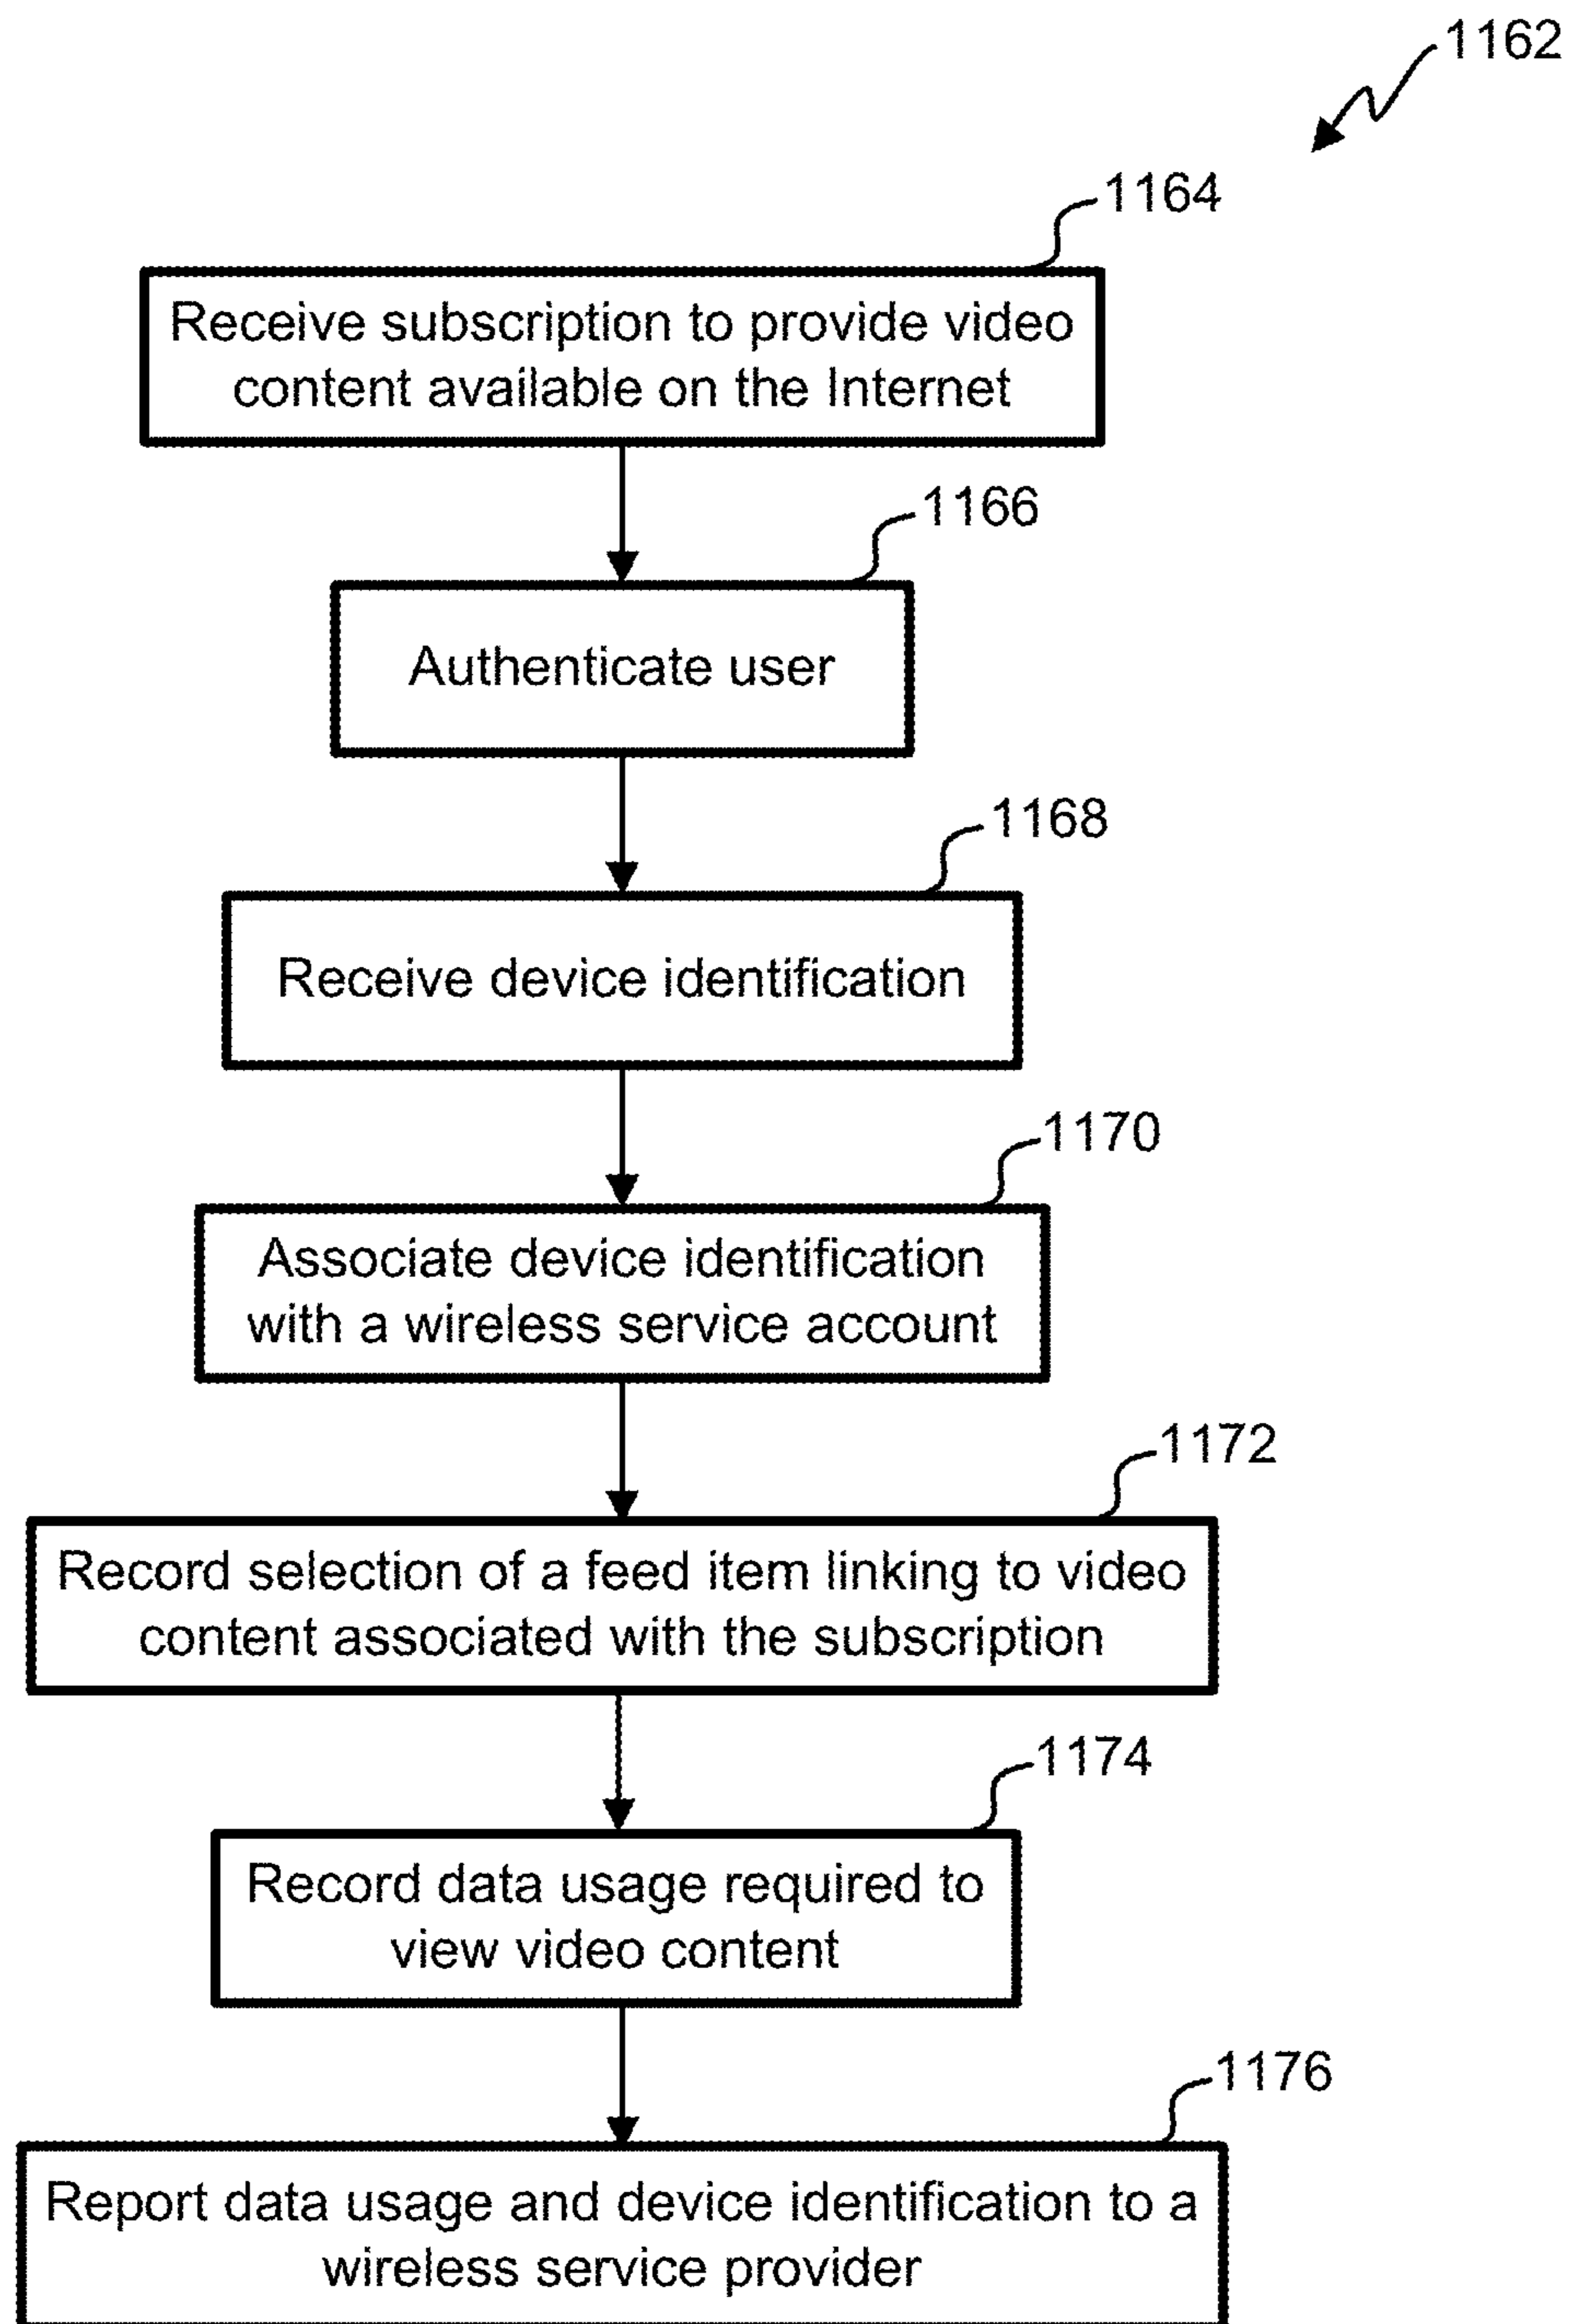 1162
1164
Receive subscription to provide video
content available on the Internet
1166
Authenticate user
1168
Receive device identification
1170
Associate device identification
with a wireless service account
1172
Record selection of a feed item linking to video
content associated with the subscription
1174
Record data usage required to
view video content
1176
Report data usage and device identification to a
wireless service provider